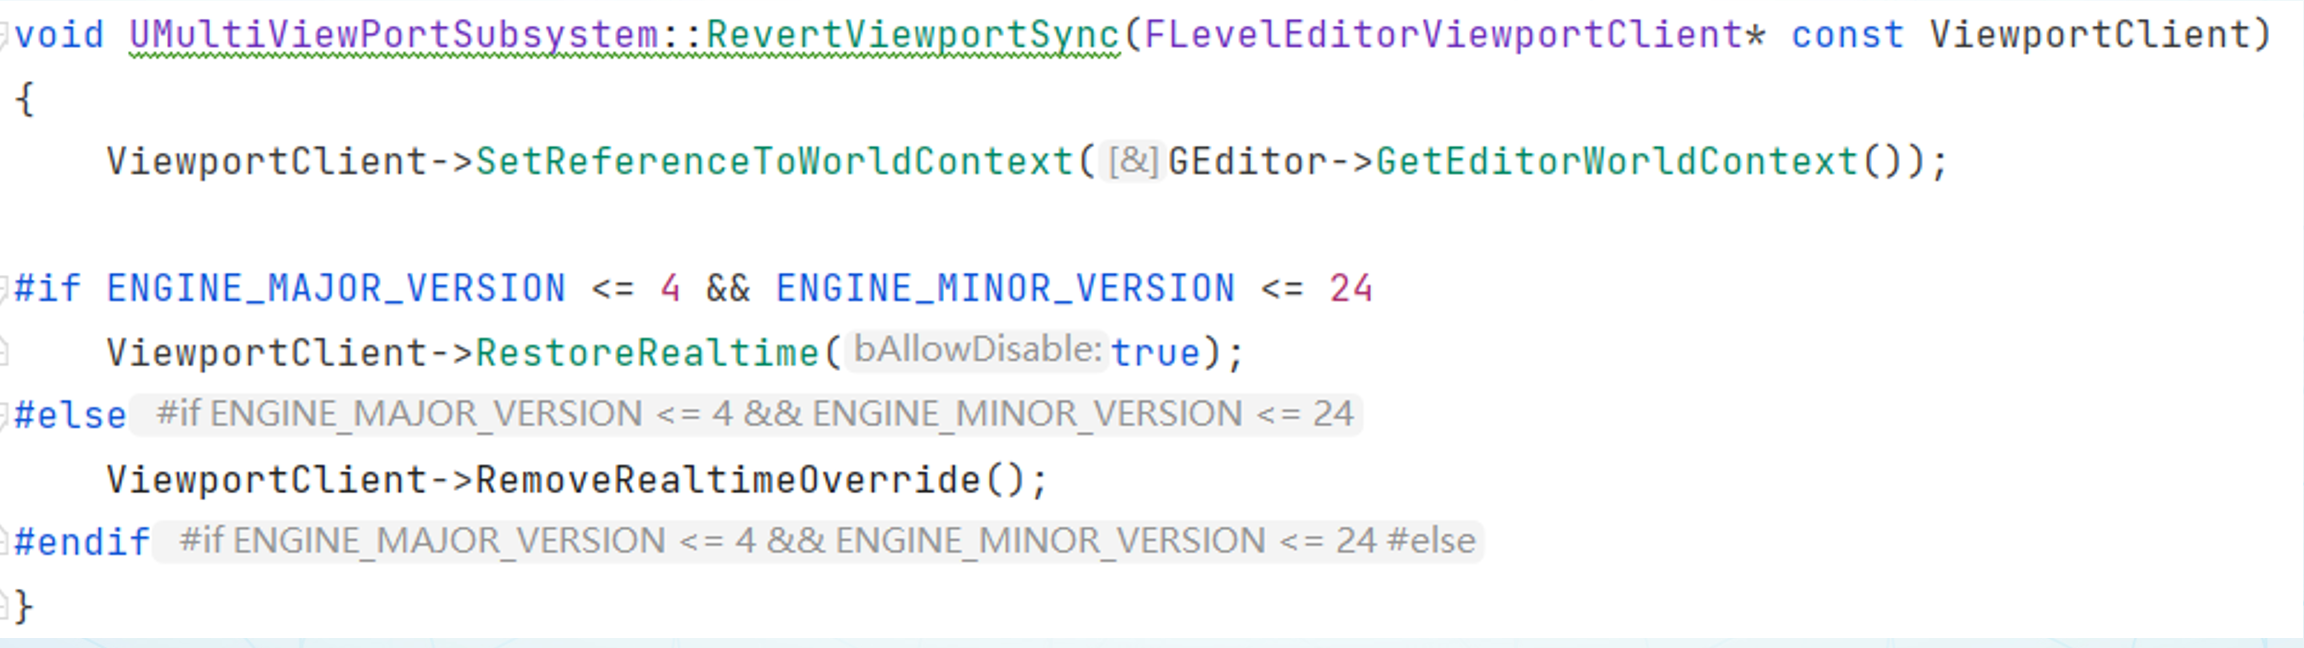 void UMultiViewPortSubsystem::RevertViewportSync(FLevelEditorViewportClient* const ViewportClient)
{
    ViewportClient->SetReferenceToWorldContext([&]GEditor->GetEditorWorldContext());

#if ENGINE_MAJOR_VERSION <= 4 && ENGINE_MINOR_VERSION <= 24
    ViewportClient->RestoreRealtime(bAllowDisable:true);
#else #if ENGINE_MAJOR_VERSION <= 4 && ENGINE_MINOR_VERSION <= 24
    ViewportClient->RemoveRealtimeOverride();
#endif #if ENGINE_MAJOR_VERSION <= 4 && ENGINE_MINOR_VERSION <= 24 #else
}